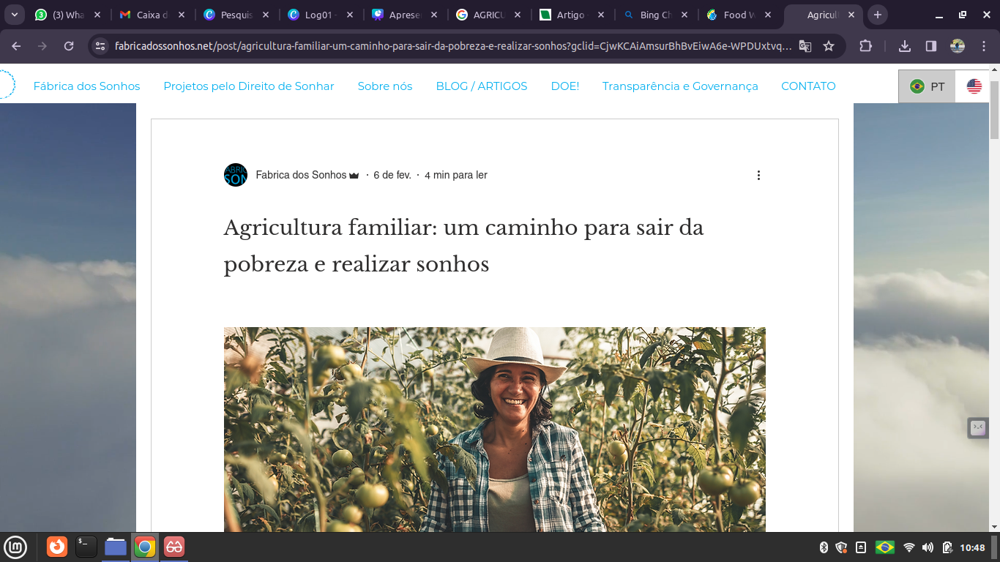 (3) Wha
Caixa d
Pesquis
Log01 -
Aprese
AGRICU
Artigo -
Bing Ch
Food W
Agricul
fabricadossonhos.net/post/agricultura-familiar-um-caminho-para-sair-da-pobreza-e-realizar-sonhos?gclid=CjwKCAiAmsurBhBvEiwA6e-WPDUxtvq...
Fábrica dos Sonhos
Projetos pelo Direito de Sonhar
Sobre nós
BLOG / ARTIGOS
DOE!
Transparência e Governança
CONTATO
PT
Fabrica dos Sonhos · 6 de fev. · 4 min para ler
Agricultura familiar: um caminho para sair da
pobreza e realizar sonhos
10:48